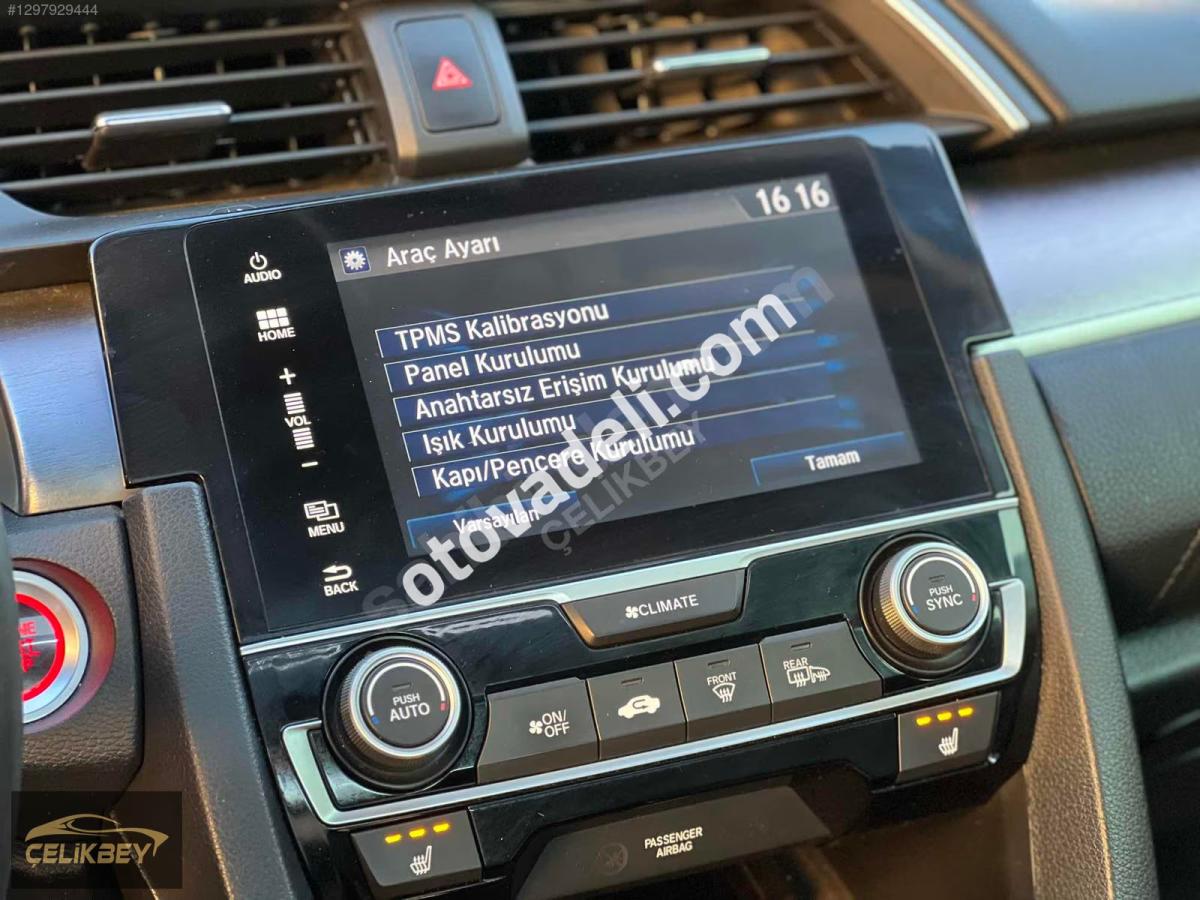 #1297929444
16 16
Araç Ayarı
TPMS Kalibrasyonu
Panel Kurulumu
Anahtarsız Erişim Kurulumu
Işık Kurulumu
Kapı/Pencere Kurulumu
Varsayılan
Tamam
otovadeli.com
ÇELİKBEY
AUDIO
HOME
+
VOL
–
MENU
BACK
CLIMATE
PUSH
AUTO
ON/
OFF
FRONT
REAR
PUSH
SYNC
PASSENGER
AIRBAG
ÇELİKBEY